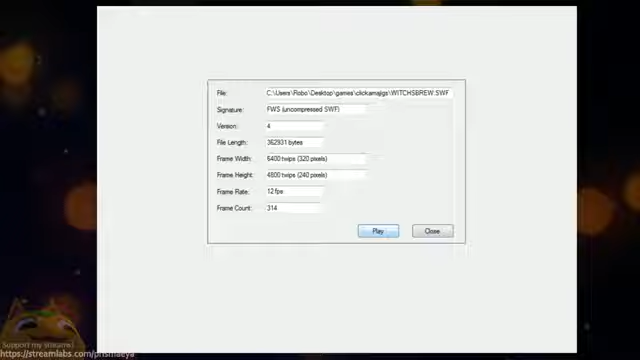 File: C:\Users\Robo\Desktop\games\clickamajigs\WITCHSBREW.SWF
Signature: FWS (uncompressed SWF)
Version: 4
File Length: 362931 bytes
Frame Width: 6400 twips (320 pixels)
Frame Height: 4800 twips (240 pixels)
Frame Rate: 12 fps
Frame Count: 314
Play Close
Support my streams!
https://streamlabs.com/prismaeya